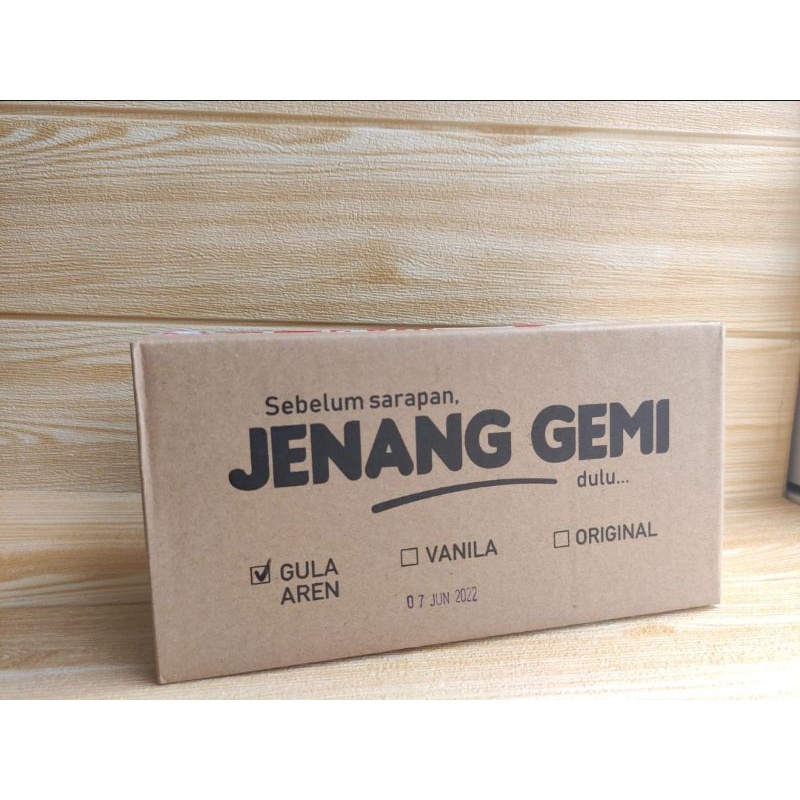 Sebelum sarapan,
JENANG GEMI
dulu...
GULA AREN
VANILA
ORIGINAL
07 JUN 2022